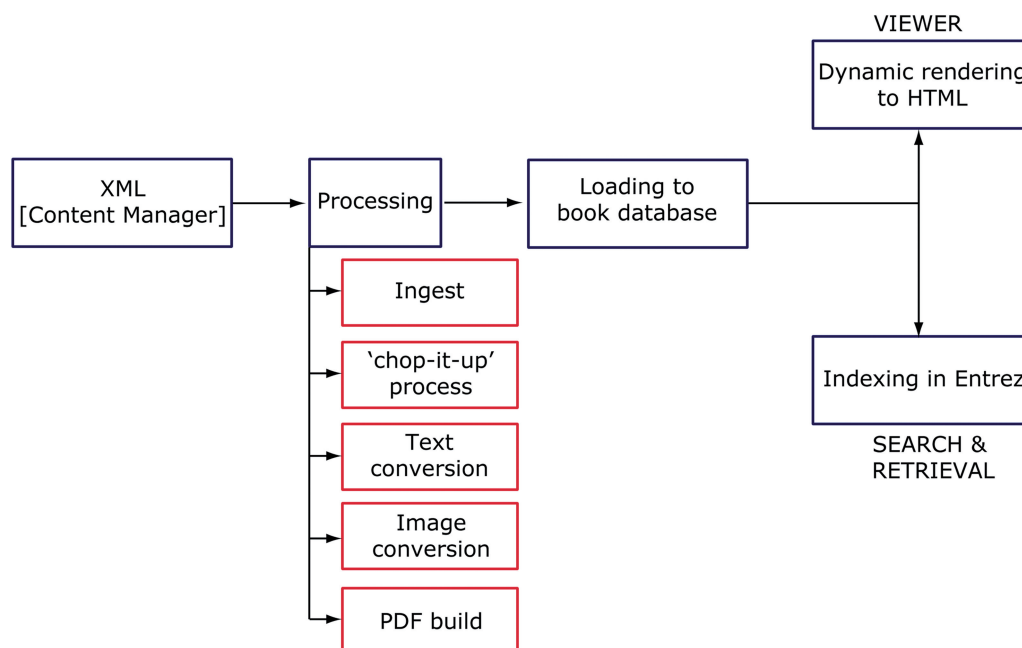 VIEWER
Dynamic rendering
to HTML
XML
[Content Manager]
Processing
Loading to
book database
Ingest
‘chop-it-up’
process
Text
conversion
Image
conversion
PDF build
Indexing in Entrez
SEARCH &
RETRIEVAL